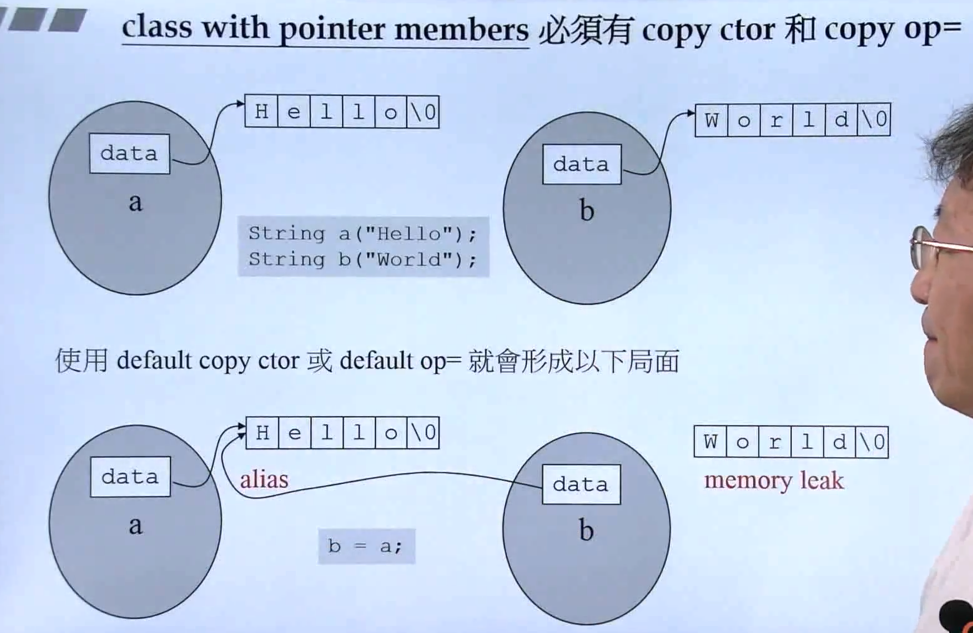 class with pointer members 必須有 copy ctor 和 copy op=
H e l l o \0
W o r l d \0
data
a
data
b
String a("Hello");
String b("World");
使用 default copy ctor 或 default op= 就會形成以下局面
H e l l o \0
W o r l d \0
data
a
alias
data
b
memory leak
b = a;